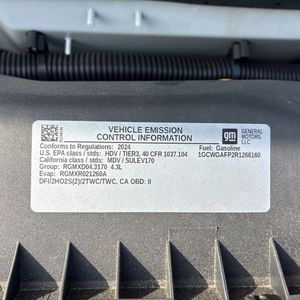 VEHICLE EMISSION
CONTROL INFORMATION
gm GENERAL
MOTORS
LLC
Conforms to Regulations: 2024
Fuel: Gasoline
U.S. EPA class / stds: HDV / TIER3, 40 CFR 1037.104
1GCWGAFP2R1266160
California class / stds: MDV / SULEV170
Group: RGMXD04.3170 4.3L
Evap: RGMXR021260A
DFI/2HO2S(2)/2TWC/TWC, CA OBD: II